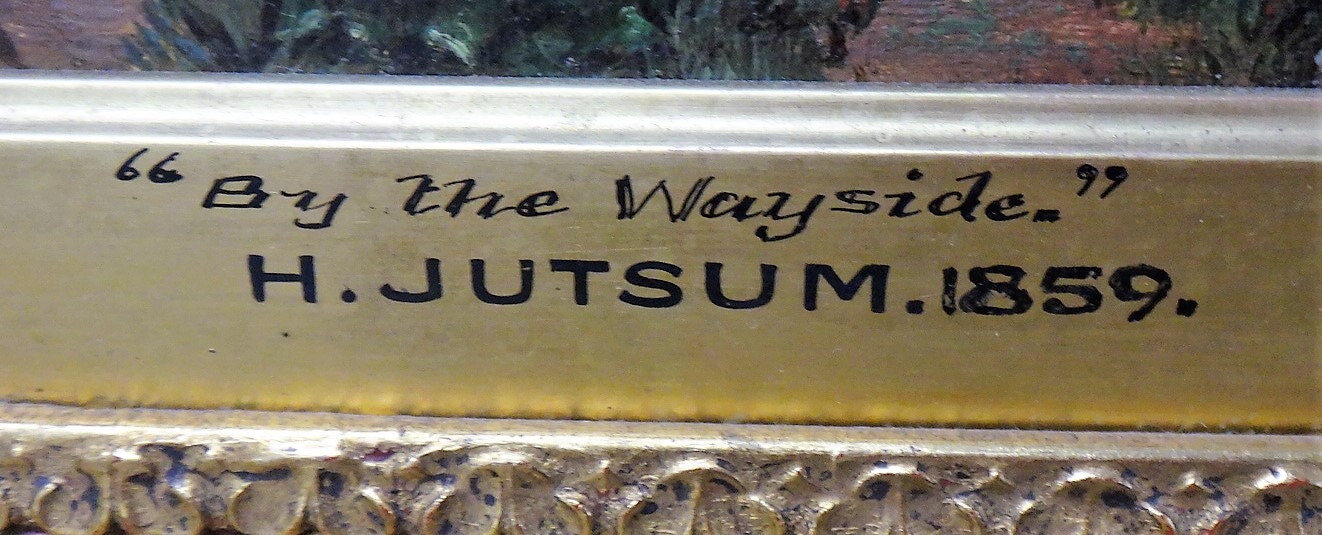 “By the Wayside.”
H. JUTSUM. 1859.